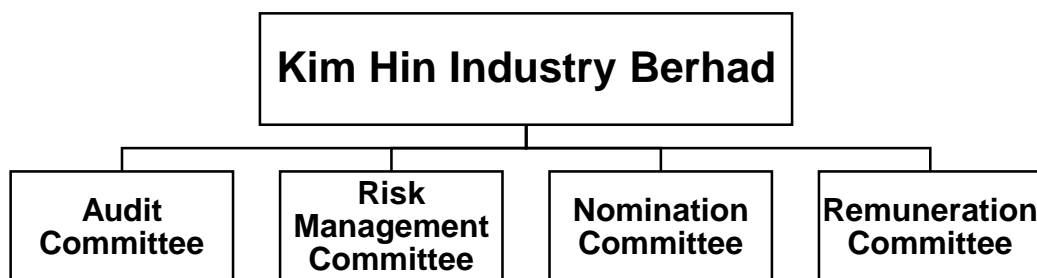 Kim Hin Industry Berhad
Audit
Committee
Risk
Management
Committee
Nomination
Committee
Remuneration
Committee